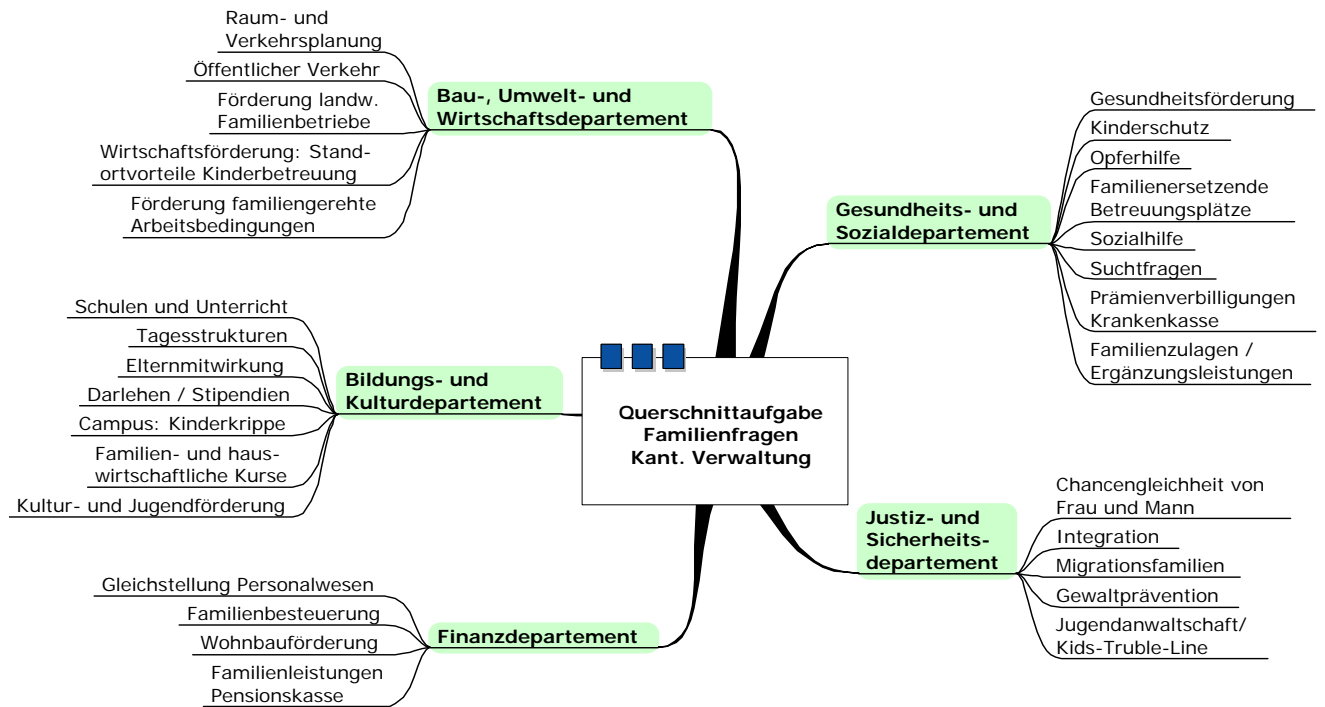 Raum- und
Verkehrsplanung
Öffentlicher Verkehr
Förderung landw.
Familienbetriebe
Wirtschaftsförderung: Stand-
ortvorteile Kinderbetreuung
Förderung familiengerehte
Arbeitsbedingungen
Bau-, Umwelt- und
Wirtschaftsdepartement
Schulen und Unterricht
Tagesstrukturen
Elternmitwirkung
Darlehen / Stipendien
Campus: Kinderkrippe
Familien- und haus-
wirtschaftliche Kurse
Kultur- und Jugendförderung
Bildungs- und
Kulturdepartement
Gleichstellung Personalwesen
Familienbesteuerung
Wohnbauförderung
Familienleistungen
Pensionskasse
Finanzdepartement
Querschnittaufgabe
Familienfragen
Kant. Verwaltung
Gesundheits- und
Sozialdepartement
Gesundheitsförderung
Kinderschutz
Opferhilfe
Familienersetzende
Betreuungsplätze
Sozialhilfe
Suchtfragen
Prämienverbilligungen
Krankenkasse
Familienzulagen /
Ergänzungsleistungen
Justiz- und
Sicherheits-
departement
Chancengleichheit von
Frau und Mann
Integration
Migrationsfamilien
Gewaltprävention
Jugendanwaltschaft/
Kids-Truble-Line